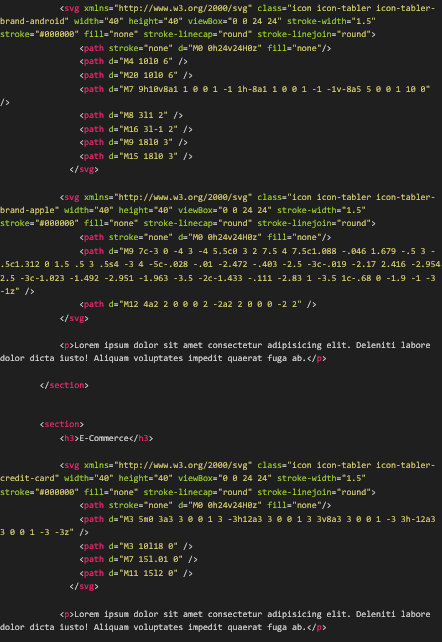 <svg xmlns="http://www.w3.org/2000/svg" class="icon icon-tabler icon-tabler-
brand-android" width="40" height="40" viewBox="0 0 24 24" stroke-width="1.5"
stroke="#000000" fill="none" stroke-linecap="round" stroke-linejoin="round">
<path stroke="none" d="M0 0h24v24H0z" fill="none"/>
<path d="M4 10l0 6" />
<path d="M20 10l0 6" />
<path d="M7 9h10v8a1 1 0 0 1 -1 1h-8a1 1 0 0 1 -1 -1v-8a5 5 0 0 1 10 0"
/>
<path d="M8 3l1 2" />
<path d="M16 3l-1 2" />
<path d="M9 18l0 3" />
<path d="M15 18l0 3" />
</svg>
<svg xmlns="http://www.w3.org/2000/svg" class="icon icon-tabler icon-tabler-
brand-apple" width="40" height="40" viewBox="0 0 24 24" stroke-width="1.5"
stroke="#000000" fill="none" stroke-linecap="round" stroke-linejoin="round">
<path stroke="none" d="M0 0h24v24H0z" fill="none"/>
<path d="M9 7c-3 0 -4 3 -4 5.5c0 3 2 7.5 4 7.5c1.088 -.046 1.679 -.5 3 -
.5c1.312 0 1.5 .5 3 .5s4 -3 4 -5c-.028 -.01 -2.472 -.403 -2.5 -3c-.019 -2.17 2.416 -2.954
2.5 -3c-1.023 -1.492 -2.951 -1.963 -3.5 -2c-1.433 -.111 -2.83 1 -3.5 1c-.68 0 -1.9 -1 -3
-1z" />
<path d="M12 4a2 2 0 0 0 2 -2a2 2 0 0 0 -2 2" />
</svg>
<p>Lorem ipsum dolor sit amet consectetur adipisicing elit. Deleniti labore
dolor dicta iusto! Aliquam voluptates impedit quaerat fuga ab.</p>
</section>
<section>
<h3>E-Commerce</h3>
<svg xmlns="http://www.w3.org/2000/svg" class="icon icon-tabler icon-tabler-
credit-card" width="40" height="40" viewBox="0 0 24 24" stroke-width="1.5"
stroke="#000000" fill="none" stroke-linecap="round" stroke-linejoin="round">
<path stroke="none" d="M0 0h24v24H0z" fill="none"/>
<path d="M3 5m0 3a3 3 0 0 1 3 -3h12a3 3 0 0 1 3 3v8a3 3 0 0 1 -3 3h-12a3
3 0 0 1 -3 -3z" />
<path d="M3 10l18 0" />
<path d="M7 15l.01 0" />
<path d="M11 15l2 0" />
</svg>
<p>Lorem ipsum dolor sit amet consectetur adipisicing elit. Deleniti labore
dolor dicta iusto! Aliquam voluptates impedit quaerat fuga ab.</p>